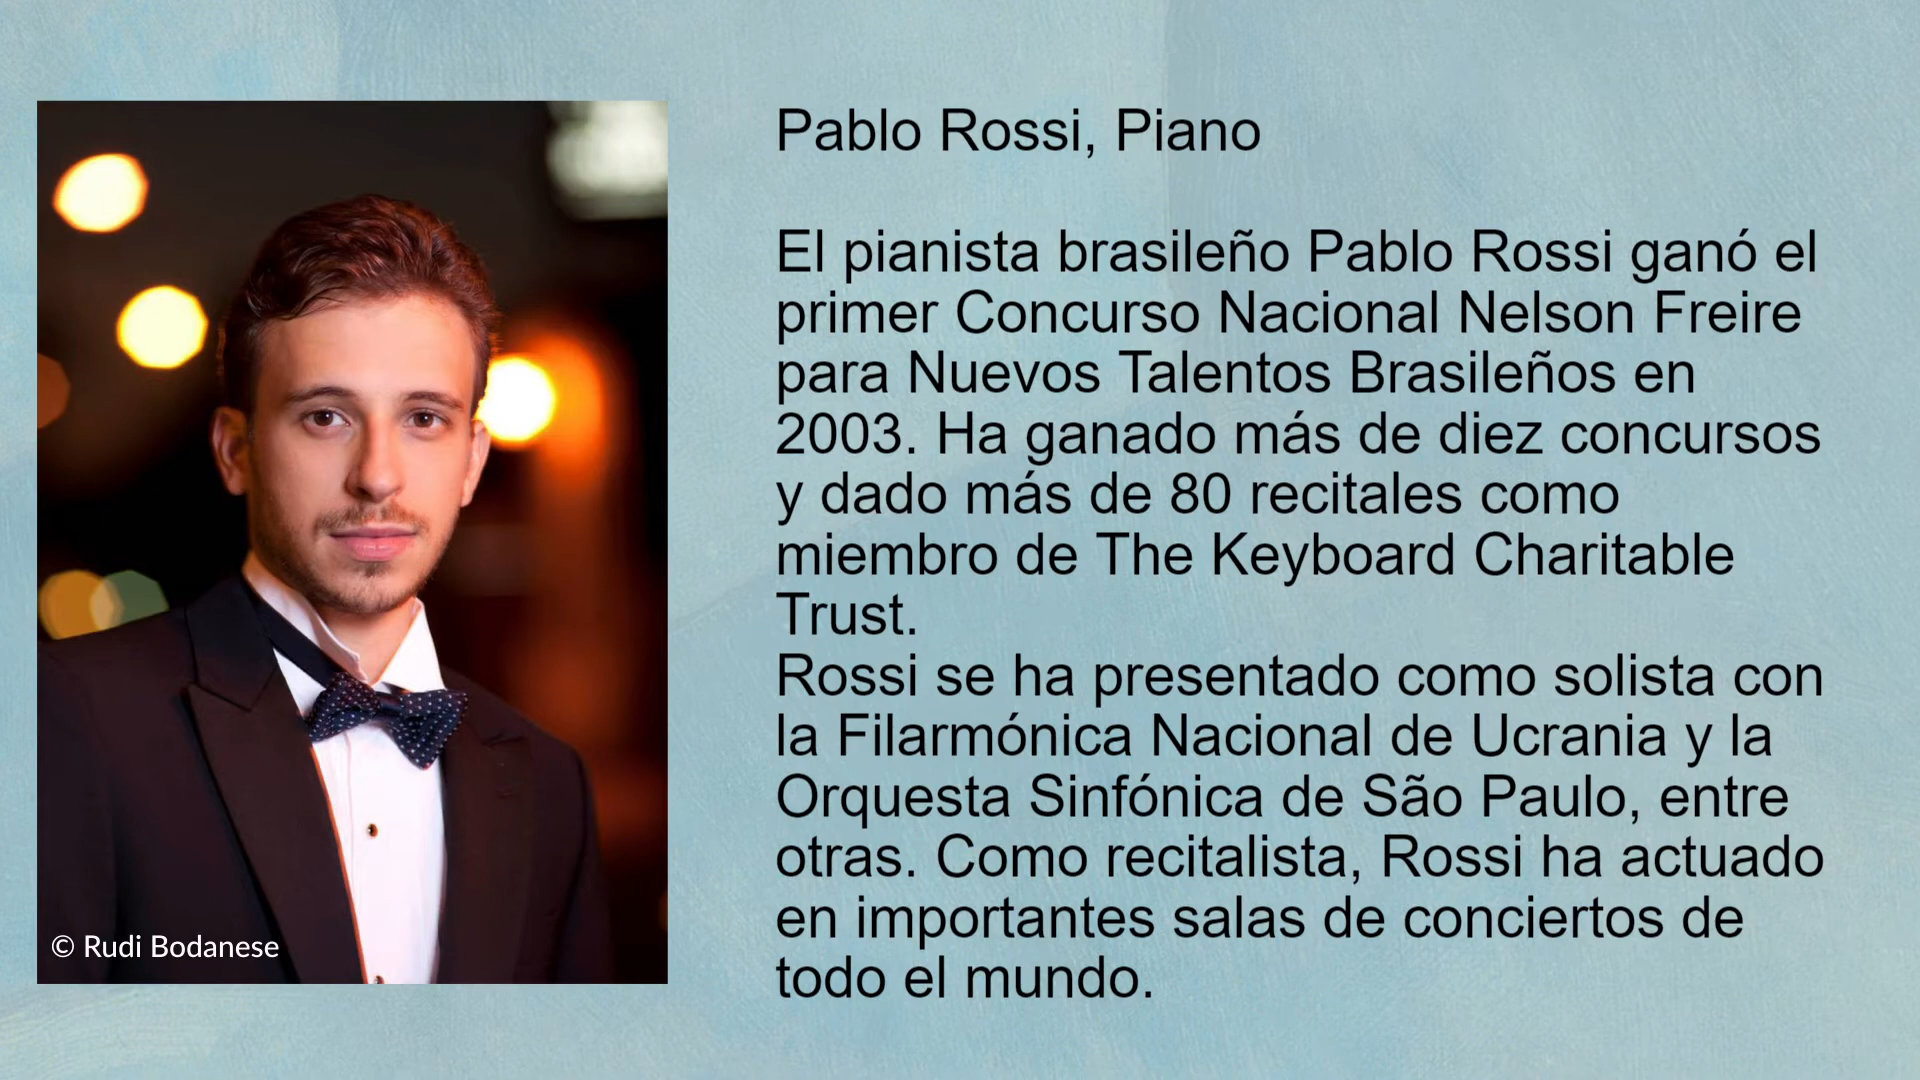 Pablo Rossi, Piano
El pianista brasileño Pablo Rossi ganó el
primer Concurso Nacional Nelson Freire
para Nuevos Talentos Brasileños en
2003. Ha ganado más de diez concursos
y dado más de 80 recitales como
miembro de The Keyboard Charitable
Trust.
Rossi se ha presentado como solista con
la Filarmónica Nacional de Ucrania y la
Orquesta Sinfónica de São Paulo, entre
otras. Como recitalista, Rossi ha actuado
en importantes salas de conciertos de
todo el mundo.
© Rudi Bodanese